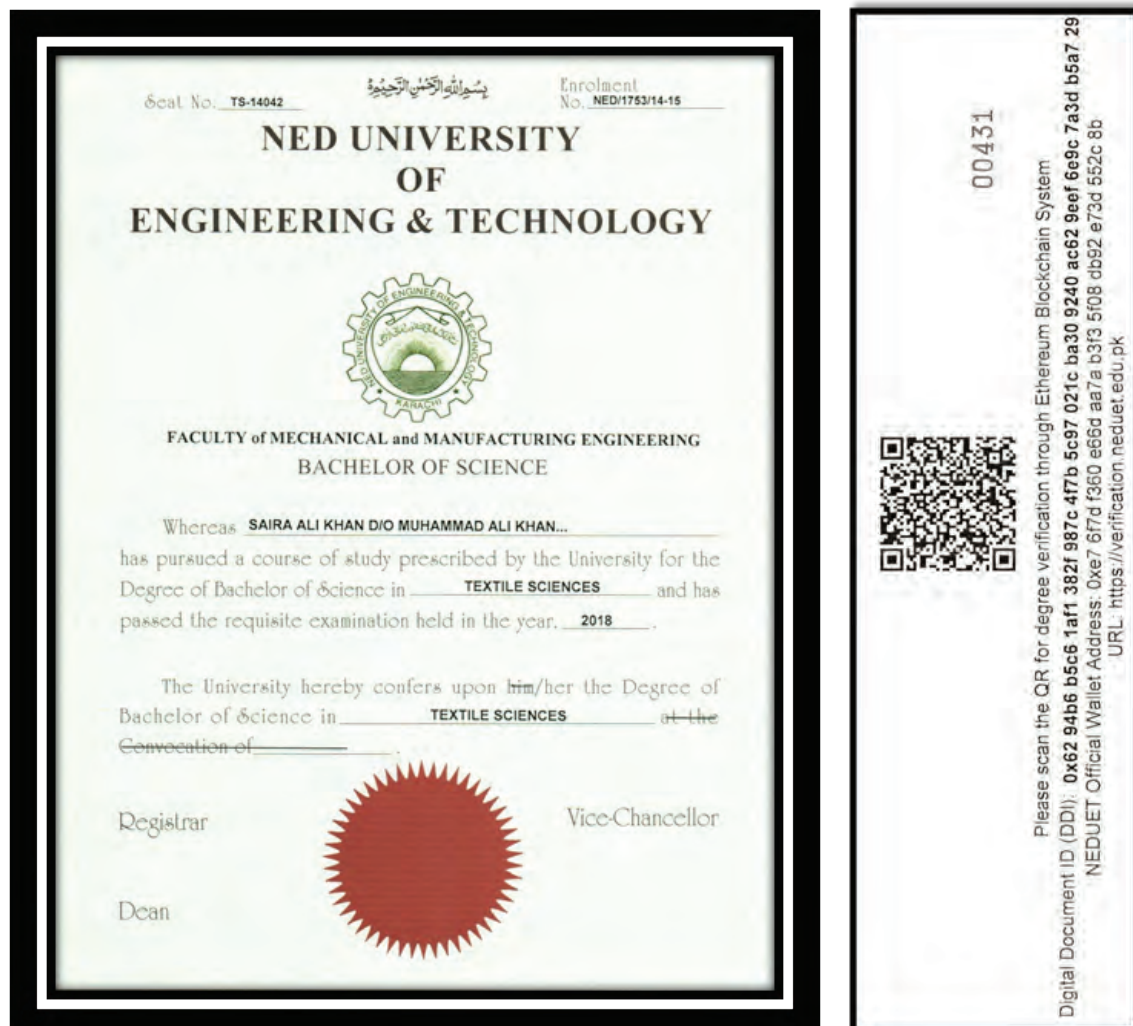 بِسْمِ اللهِ الرَّحْمٰنِ الرَّحِيْمِ
Seat No. TS-14042
Enrolment
No. NED/1753/14-15
NED UNIVERSITY
OF
ENGINEERING & TECHNOLOGY
NED UNIVERSITY OF ENGINEERING & TECHNOLOGY
KARACHI
FACULTY of MECHANICAL and MANUFACTURING ENGINEERING
BACHELOR OF SCIENCE
Whereas SAIRA ALI KHAN D/O MUHAMMAD ALI KHAN...
has pursued a course of study prescribed by the University for the
Degree of Bachelor of Science in TEXTILE SCIENCES and has
passed the requisite examination held in the year. 2018 .
The University hereby confers upon him/her the Degree of
Bachelor of Science in TEXTILE SCIENCES at the
Convocation of .
Registrar
Vice-Chancellor
Dean
00431
Please scan the QR for degree verification through Ethereum Blockchain System
Digital Document ID (DDI): 0x62 94b6 b5c6 1af1 382f 987c 4f7b 5c97 021c ba30 9240 ac62 9eef 6e9c 7a3d b5a7 29
NEDUET Official Wallet Address: 0xe7 6f7d f360 e66d aa7a b3f3 5f08 db92 e73d 552c 8b
URL: https://verification.neduet.edu.pk